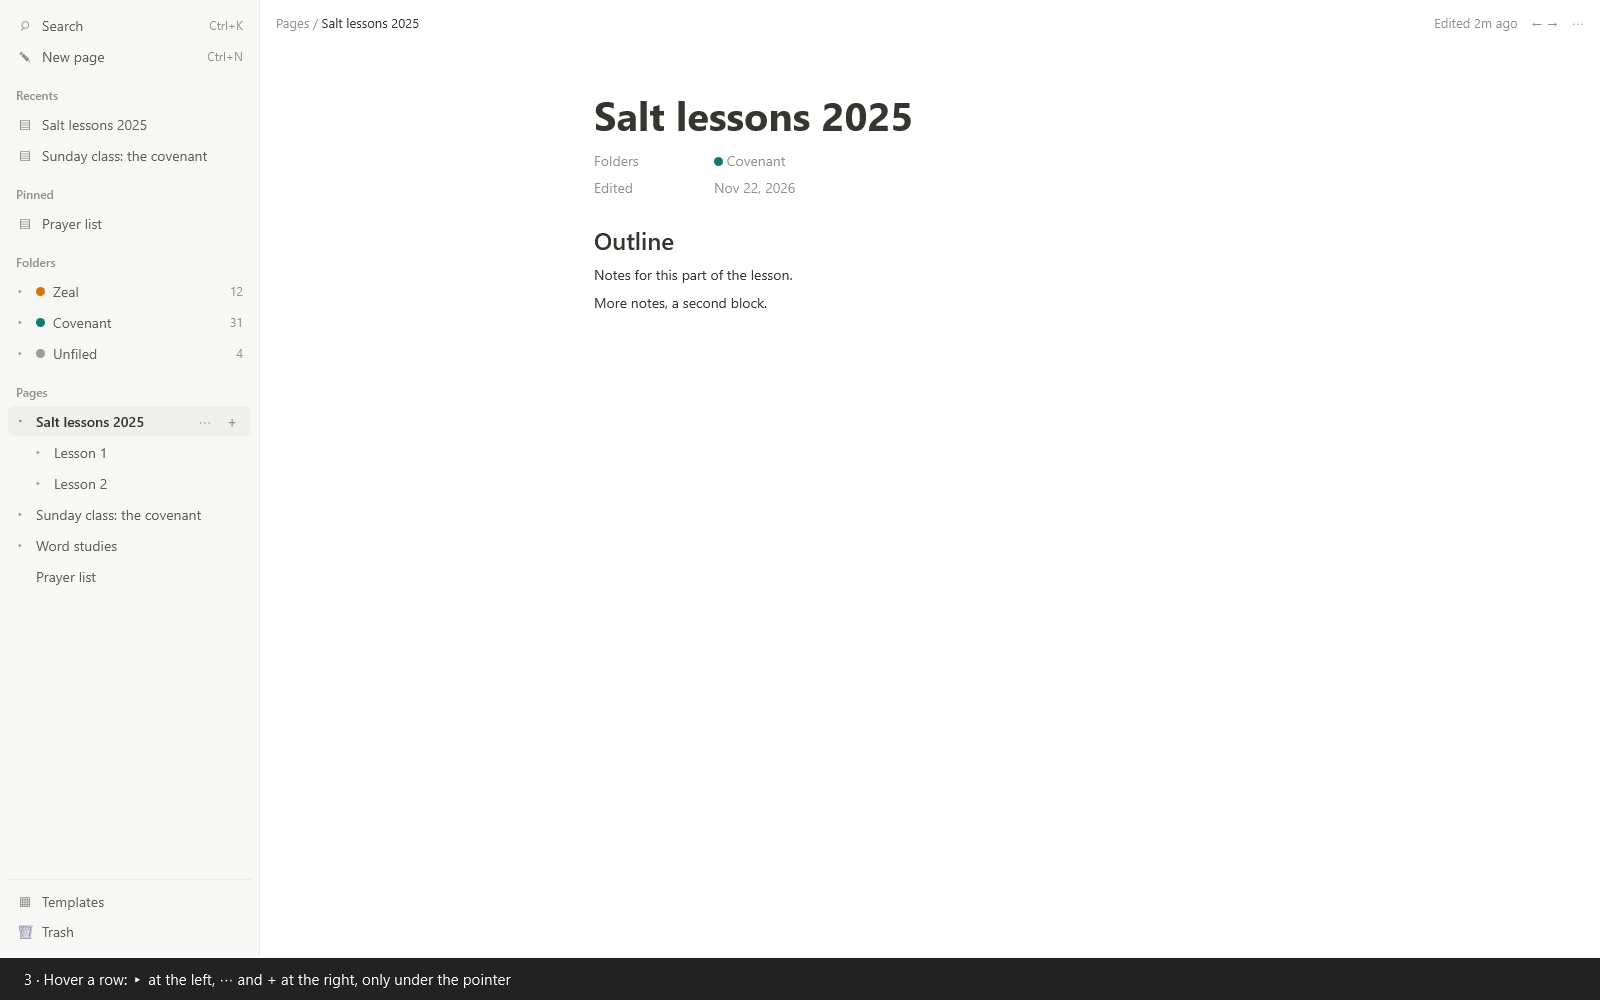 Search Ctrl+K
New page Ctrl+N
Recents
Salt lessons 2025
Sunday class: the covenant
Pinned
Prayer list
Folders
▸ Zeal 12
▸ Covenant 31
▸ Unfiled 4
Pages
▾ Salt lessons 2025 ··· +
▸ Lesson 1
▸ Lesson 2
▸ Sunday class: the covenant
▸ Word studies
Prayer list
Templates
Trash
Pages / Salt lessons 2025
Edited 2m ago ← → ···
Salt lessons 2025
Folders Covenant
Edited Nov 22, 2026
Outline
Notes for this part of the lesson.
More notes, a second block.
3 · Hover a row: ▸ at the left, ··· and + at the right, only under the pointer